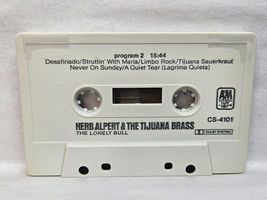 program 2 15:44
Desafinado/Struttin' With Maria/Limbo Rock/Tijuana Sauerkraut
Never On Sunday/A Quiet Tear (Lagrima Quieta)
A&M
CS-4101
HERB ALPERT & THE TIJUANA BRASS
THE LONELY BULL
DOLBY SYSTEM